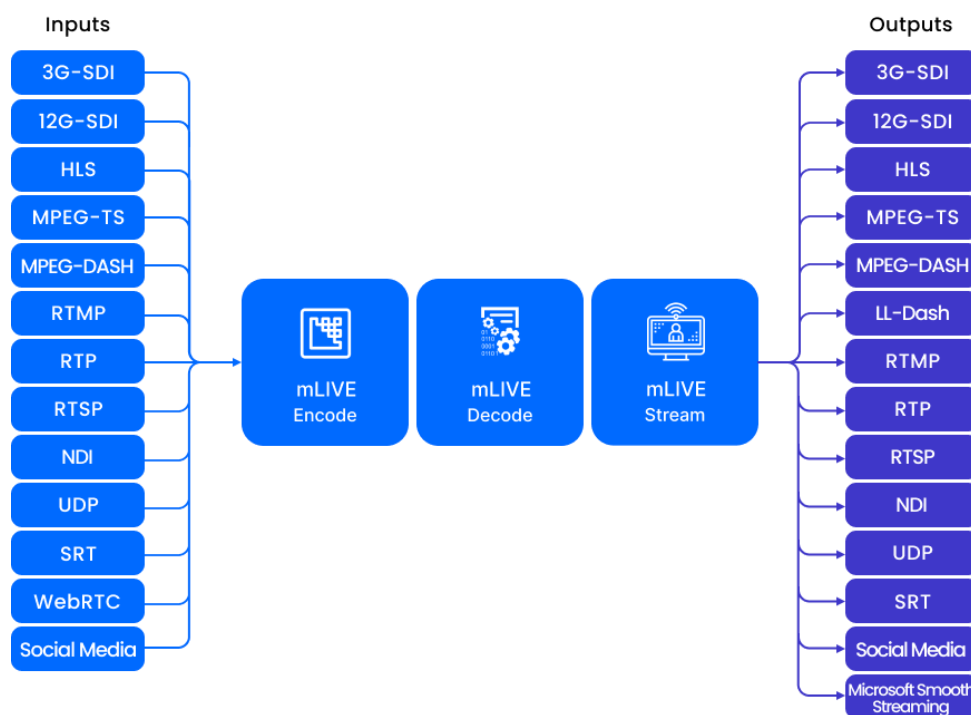 Inputs
3G-SDI
12G-SDI
HLS
MPEG-TS
MPEG-DASH
RTMP
RTP
RTSP
NDI
UDP
SRT
WebRTC
Social Media
mLIVE
Encode
mLIVE
Decode
mLIVE
Stream
Outputs
3G-SDI
12G-SDI
HLS
MPEG-TS
MPEG-DASH
LL-Dash
RTMP
RTP
RTSP
NDI
UDP
SRT
Social Media
Microsoft Smooth
Streaming